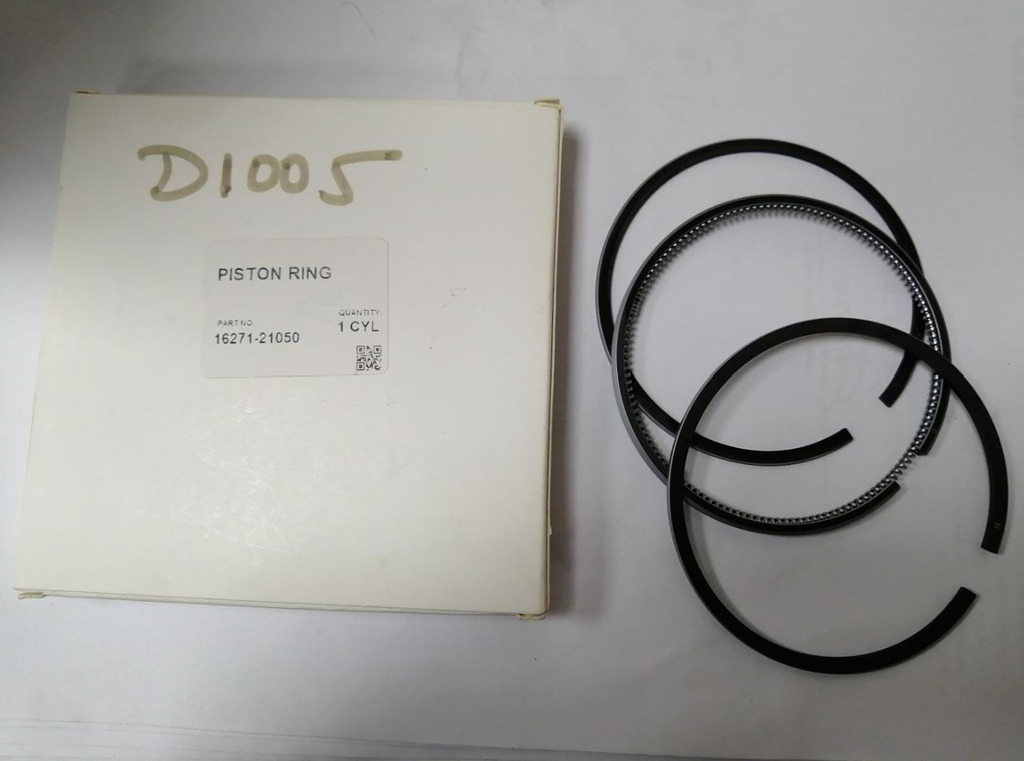 D1005
PISTON RING
QUANTITY:
PART NO.
1 CYL
16271-21050